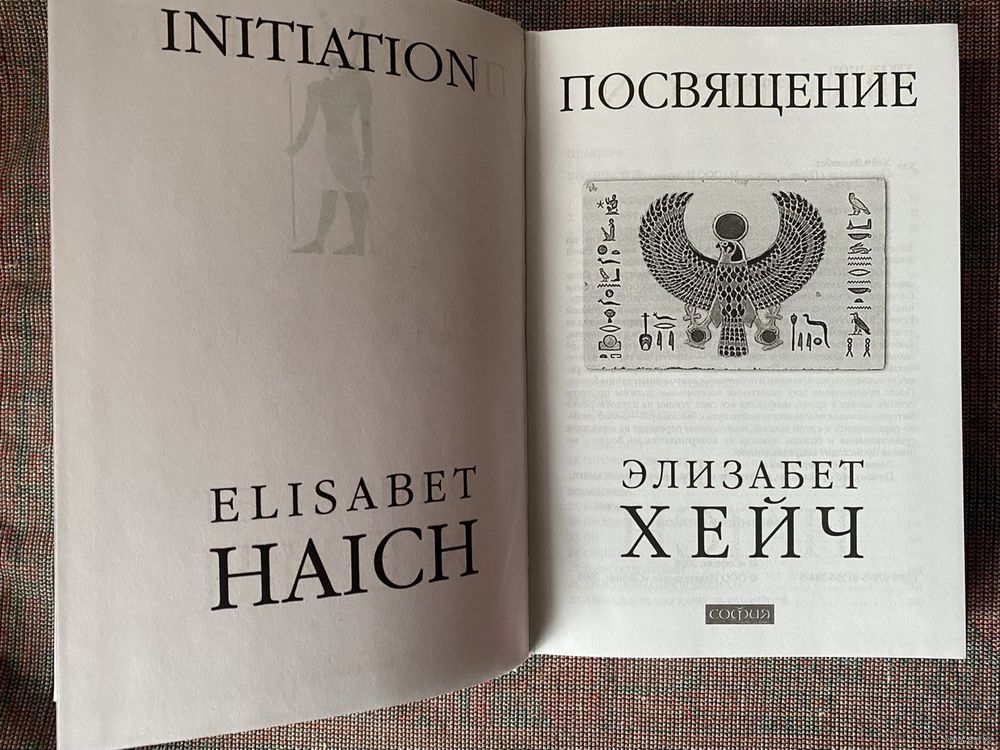 INITIATION
ELISABET
HAICH
ПОСВЯЩЕНИЕ
ЭЛИЗАБЕТ
ХЕЙЧ
СОФИЯ